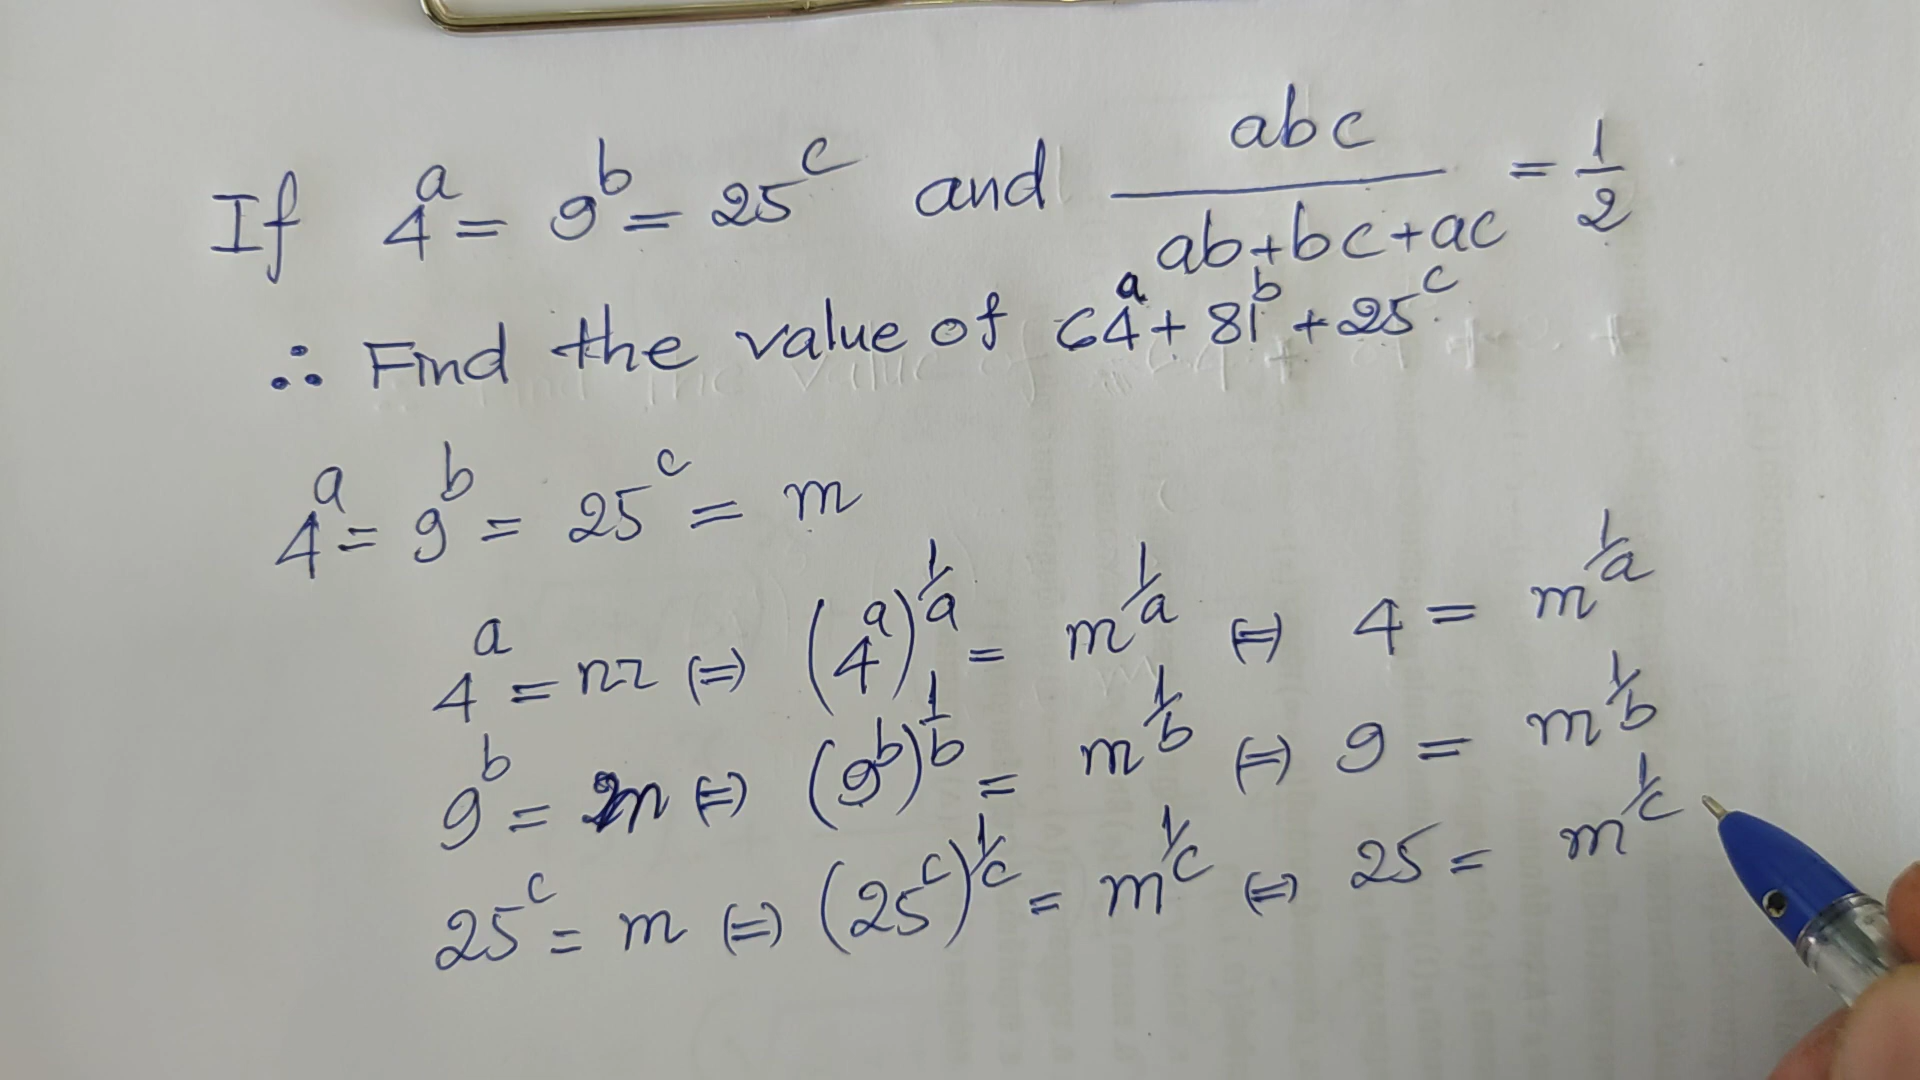 If 4^a = 9^b = 25^c and abc/(ab+bc+ac) = 1/2
∴ Find the value of 64^a + 81^b + 25^c
4^a = 9^b = 25^c = m
4^a = m ⇔ (4^a)^(1/a) = m^(1/a) ⇔ 4 = m^(1/a)
9^b = m ⇔ (9^b)^(1/b) = m^(1/b) ⇔ 9 = m^(1/b)
25^c = m ⇔ (25^c)^(1/c) = m^(1/c) ⇔ 25 = m^(1/c)